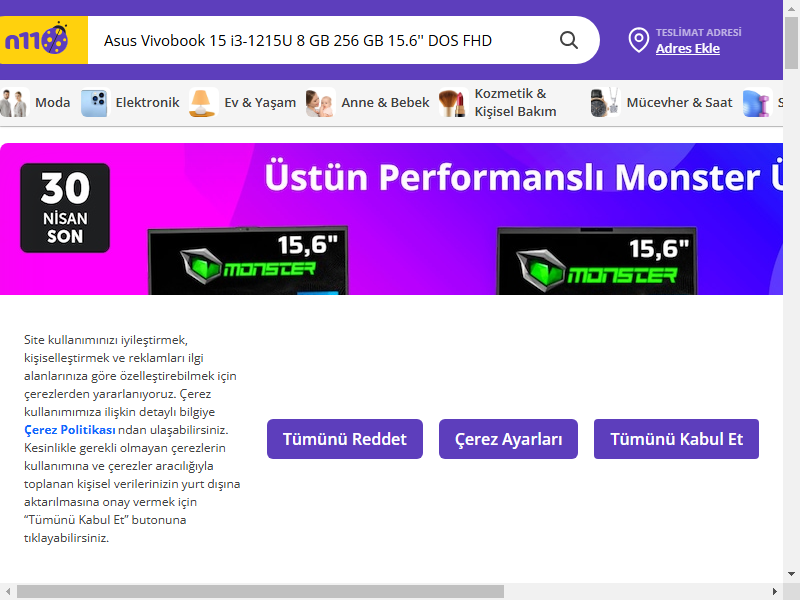 n11
Asus Vivobook 15 i3-1215U 8 GB 256 GB 15.6" DOS FHD
TESLİMAT ADRESİ
Adres Ekle
Moda
Elektronik
Ev & Yaşam
Anne & Bebek
Kozmetik &
Kişisel Bakım
Mücevher & Saat
S
30
NİSAN
SON
Üstün Performanslı Monster Ü
15,6"
MONSTER
15,6"
MONSTER
Site kullanımınızı iyileştirmek,
kişiselleştirmek ve reklamları ilgi
alanlarınıza göre özelleştirebilmek için
çerezlerden yararlanıyoruz. Çerez
kullanımımıza ilişkin detaylı bilgiye
Çerez Politikası ndan ulaşabilirsiniz.
Kesinlikle gerekli olmayan çerezlerin
kullanımına ve çerezler aracılığıyla
toplanan kişisel verilerinizin yurt dışına
aktarılmasına onay vermek için
“Tümünü Kabul Et” butonuna
tıklayabilirsiniz.
Tümünü Reddet
Çerez Ayarları
Tümünü Kabul Et